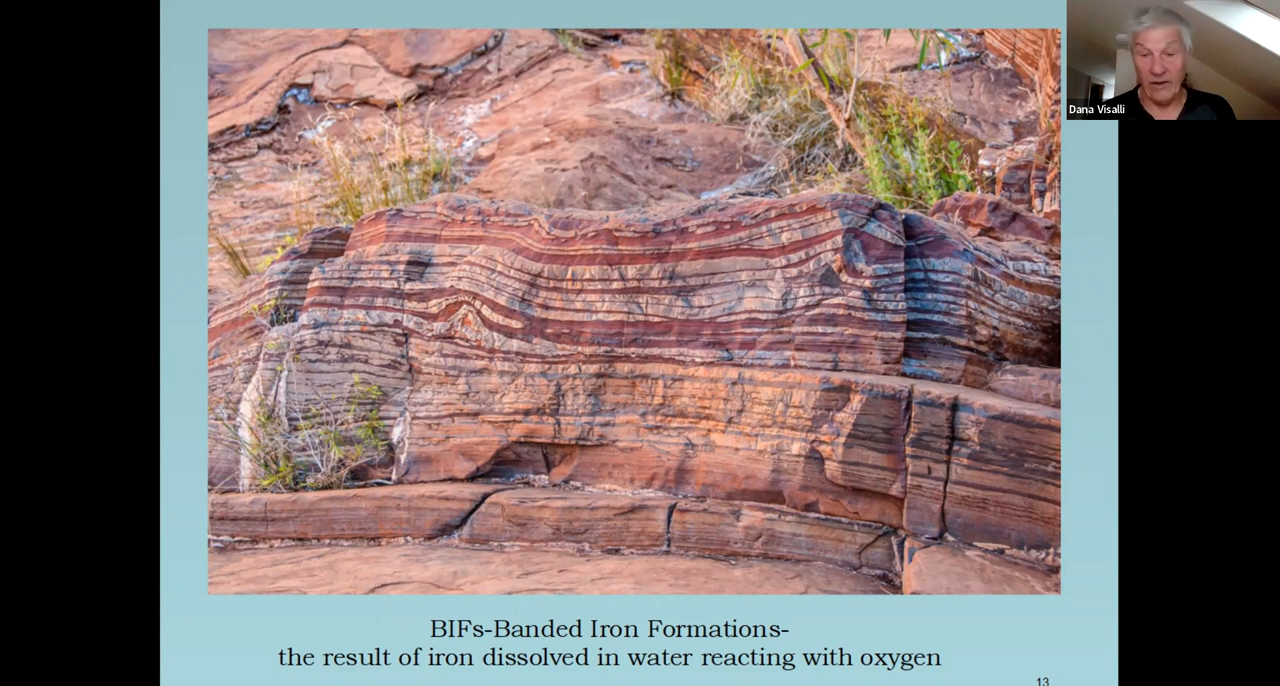 Dana Visalli
BIFs-Banded Iron Formations-
the result of iron dissolved in water reacting with oxygen
13